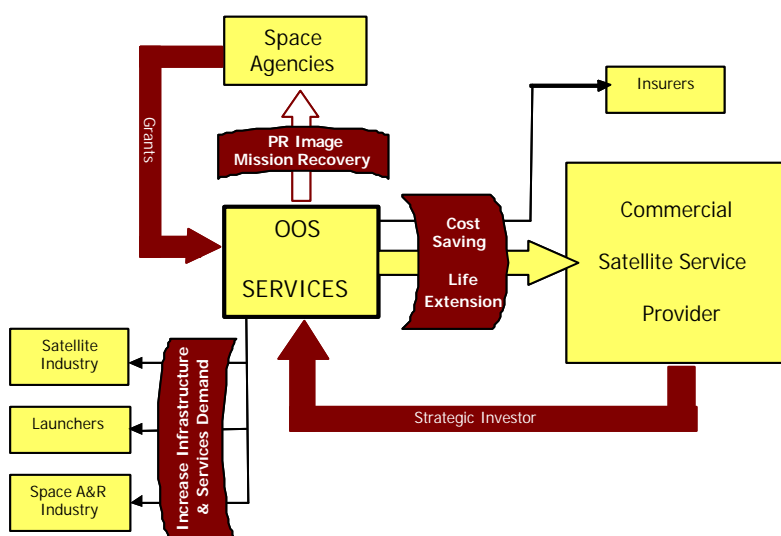 Space
Agencies
Insurers
Grants
PR Image
Mission Recovery
OOS
SERVICES
Cost
Saving
Life
Extension
Commercial
Satellite Service
Provider
Satellite
Industry
Launchers
Space A&R
Industry
Increase Infrastructure
& Services Demand
Strategic Investor